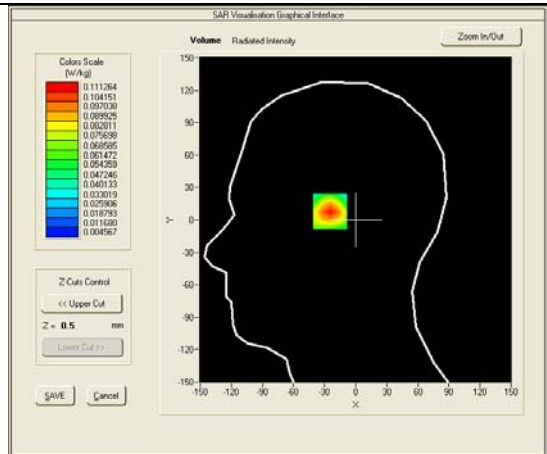 SAR Visualisation Graphical Interface
Volume Radiated Intensity
Zoom In/Out
Colors Scale
(W/kg)
0.111264
0.104151
0.097038
0.089925
0.082811
0.075698
0.068585
0.061472
0.054359
0.047246
0.040133
0.033019
0.025906
0.018793
0.011680
0.004567
150-
120-
90-
60-
30-
0-
-30-
-60-
-90-
-120-
-150-
Y
-150 -120 -90 -60 -30 0 30 60 90 120 150
X
Z Cuts Control
<< Upper Cut
Z = 0.5 mm
Lower Cut >>
SAVE Cancel